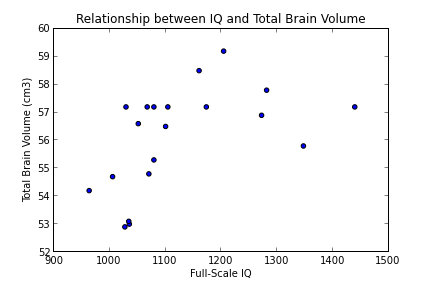 Relationship between IQ and Total Brain Volume
60
59
58
57
56
55
54
53
52
Total Brain Volume (cm3)
900 1000 1100 1200 1300 1400 1500
Full-Scale IQ